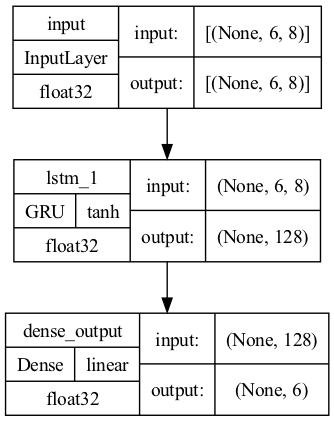 input
InputLayer
float32
input:
[(None, 6, 8)]
output:
[(None, 6, 8)]
lstm_1
GRU tanh
float32
input:
(None, 6, 8)
output:
(None, 128)
dense_output
Dense linear
float32
input:
(None, 128)
output:
(None, 6)